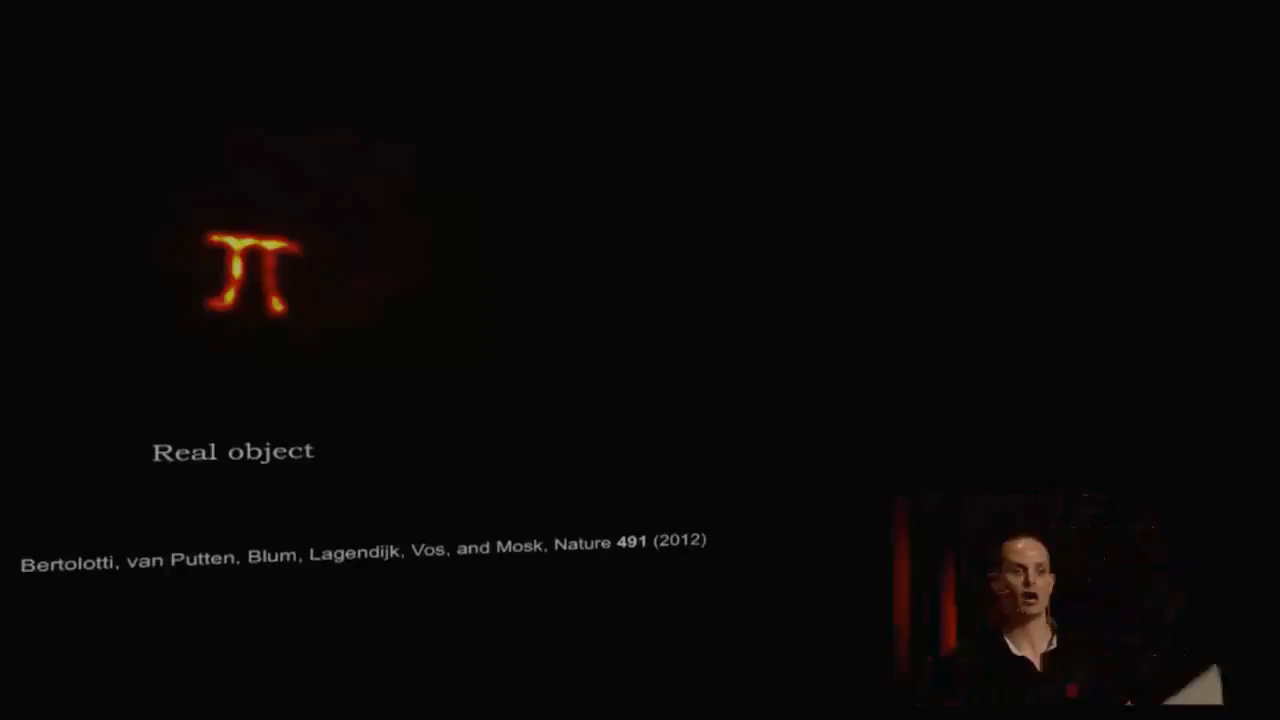 π
Real object
Bertolotti, van Putten, Blum, Lagendijk, Vos, and Mosk, Nature 491 (2012)